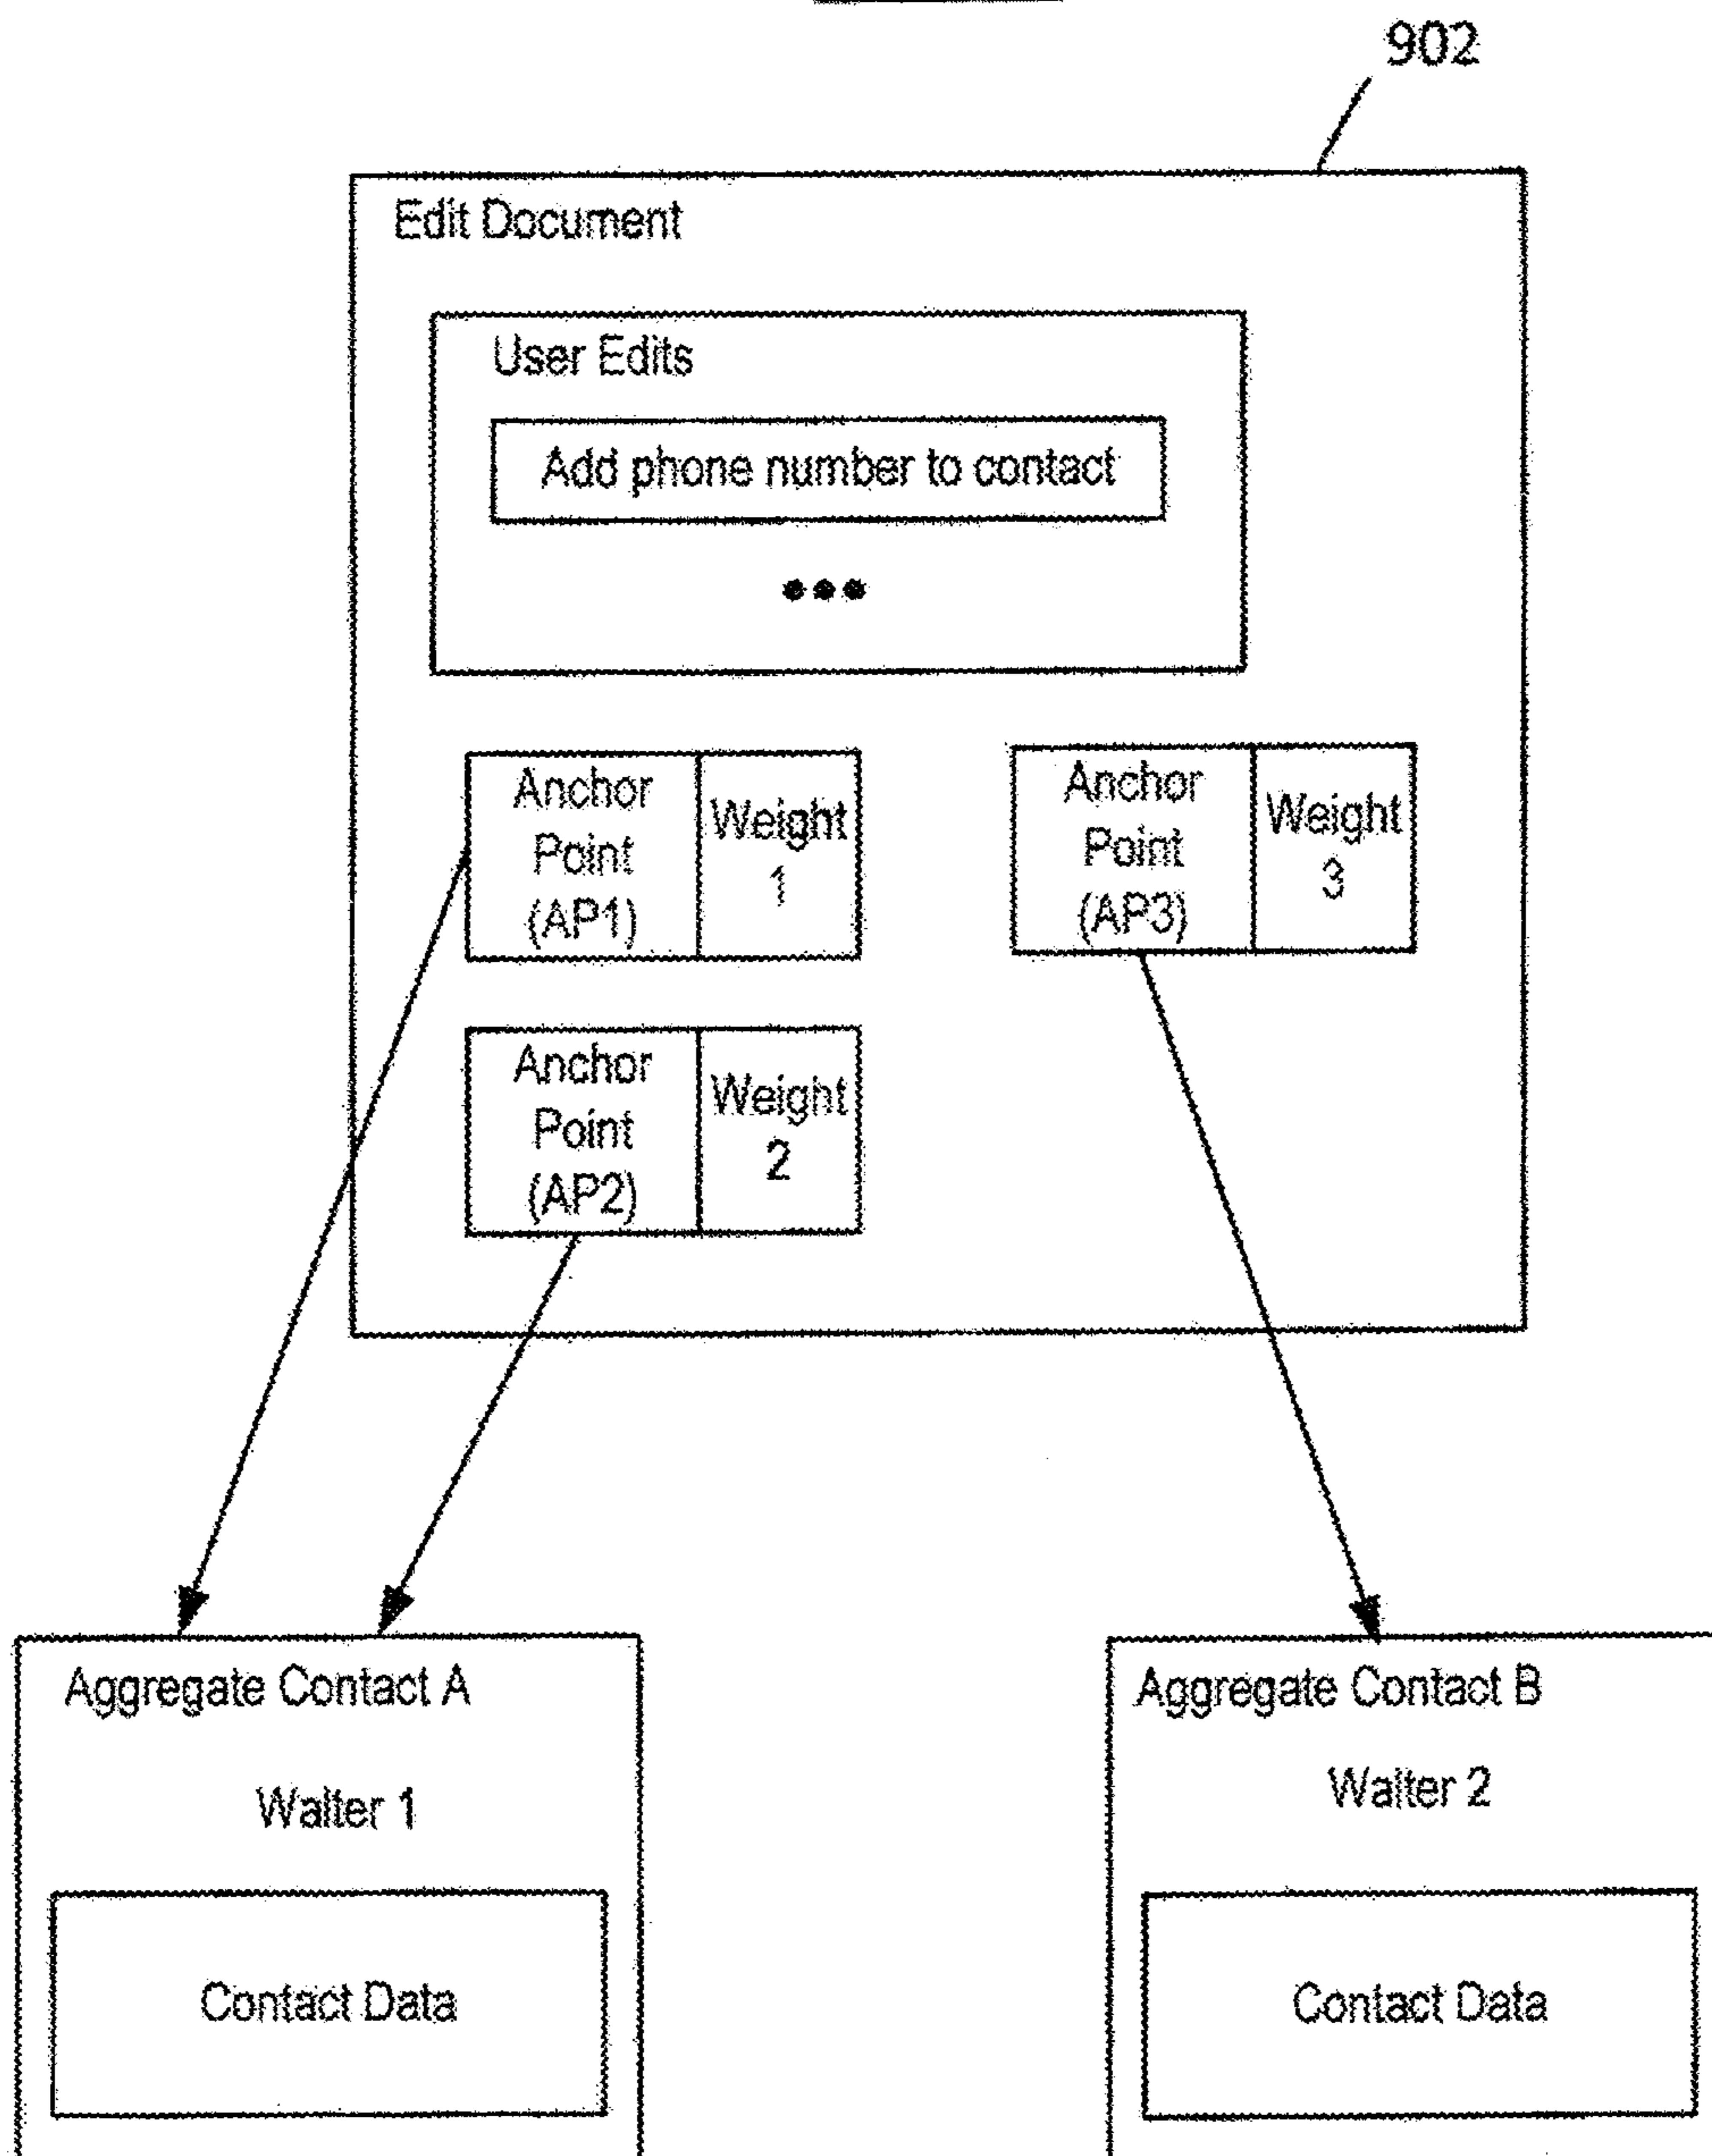 902
Edit Document
User Edits
Add phone number to contact
•••
Anchor
Point
(AP1)
Weight
1
Anchor
Point
(AP3)
Weight
3
Anchor
Point
(AP2)
Weight
2
Aggregate Contact A
Walter 1
Contact Data
Aggregate Contact B
Walter 2
Contact Data